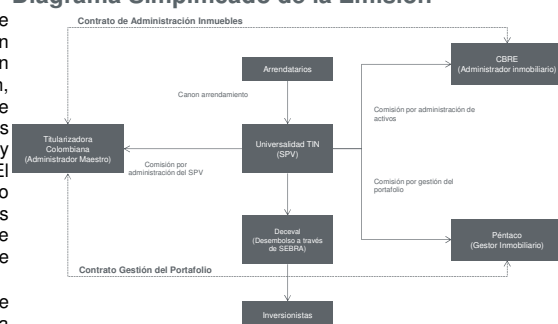 Diagrama Simplificado de la Emisión
Contrato de Administración Inmuebles
CBRE
(Administrador inmobiliario)
Arrendatarios
Canon arrendamiento
Comisión por administración de
activos
Titularizadora
Colombiana
(Administrador Maestro)
Universalidad TIN
(SPV)
Comisión por
administración del SPV
Comisión por gestión del
portafolio
Deceval
(Desembolso a través
de SEBRA)
Péntaco
(Gestor Inmobiliario)
Contrato Gestión del Portafolio
Inversionistas